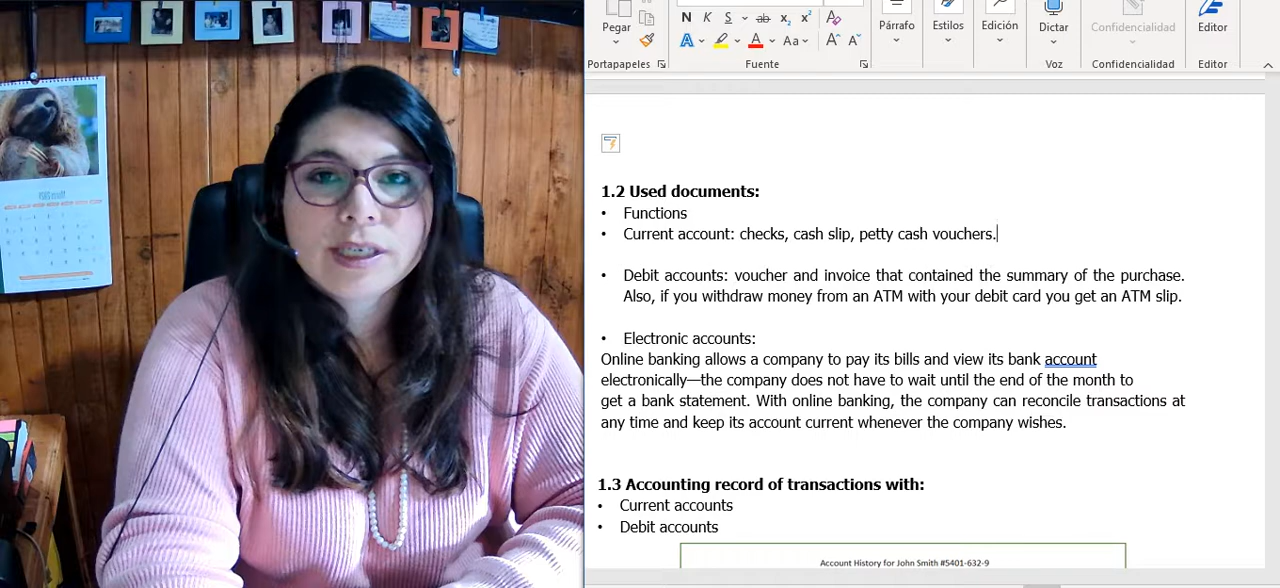 Pegar
Portapapeles
N K S ab x₂ x²
A A Aa A A
Fuente
Párrafo
Estilos
Edición
Dictar
Voz
Confidencialidad
Confidencialidad
Editor
Editor
1.2 Used documents:
• Functions
• Current account: checks, cash slip, petty cash vouchers.
• Debit accounts: voucher and invoice that contained the summary of the purchase.
Also, if you withdraw money from an ATM with your debit card you get an ATM slip.
• Electronic accounts:
Online banking allows a company to pay its bills and view its bank account
electronically—the company does not have to wait until the end of the month to
get a bank statement. With online banking, the company can reconcile transactions at
any time and keep its account current whenever the company wishes.
1.3 Accounting record of transactions with:
• Current accounts
• Debit accounts
Account History for John Smith #5401-632-9